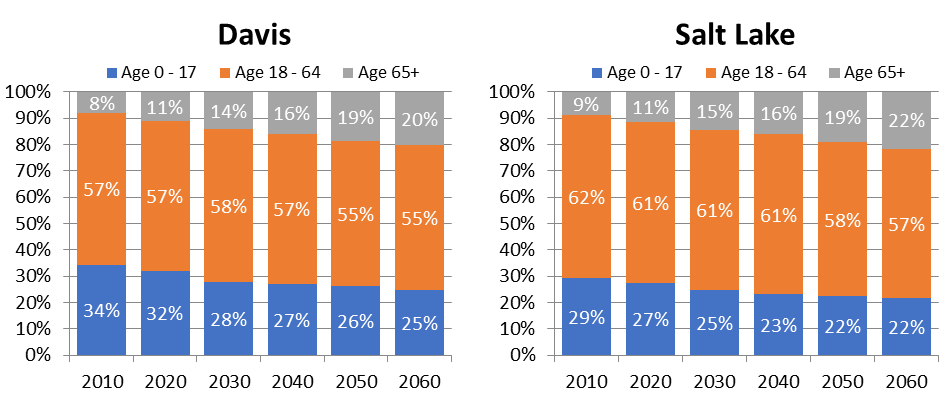 Davis
Age 0 - 17 Age 18 - 64 Age 65+
100%
90%
80%
70%
60%
50%
40%
30%
20%
10%
0%
8% 11% 14% 16% 19% 20%
57% 57% 58% 57% 55% 55%
34% 32% 28% 27% 26% 25%
2010 2020 2030 2040 2050 2060
Salt Lake
Age 0 - 17 Age 18 - 64 Age 65+
100%
90%
80%
70%
60%
50%
40%
30%
20%
10%
0%
9% 11% 15% 16% 19% 22%
62% 61% 61% 61% 58% 57%
29% 27% 25% 23% 22% 22%
2010 2020 2030 2040 2050 2060